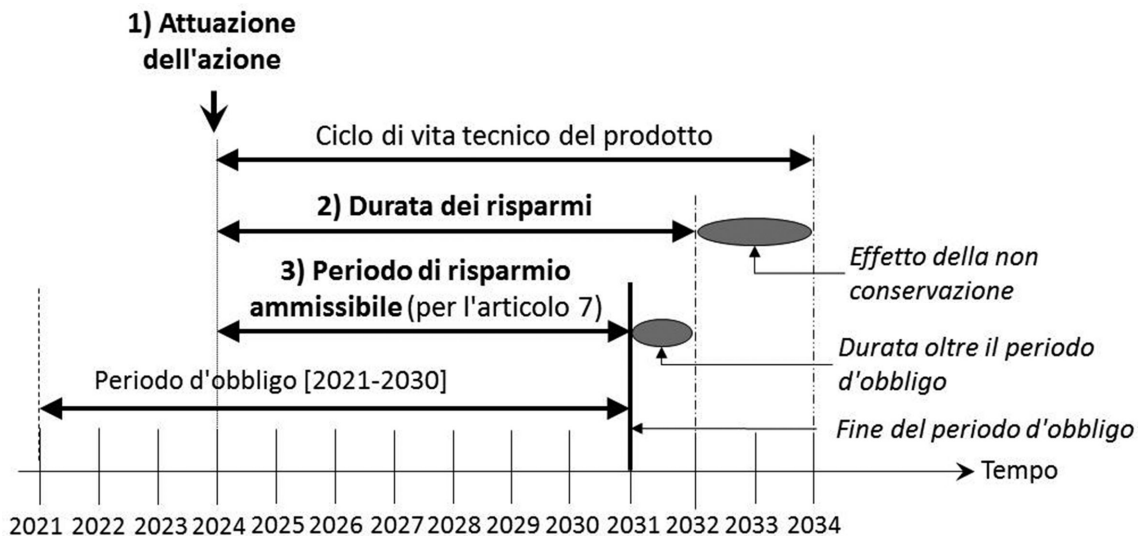 1) Attuazione
dell'azione
Ciclo di vita tecnico del prodotto
2) Durata dei risparmi
Effetto della non
conservazione
3) Periodo di risparmio
ammissibile (per l'articolo 7)
Durata oltre il periodo
d'obbligo
Periodo d'obbligo [2021-2030]
Fine del periodo d'obbligo
Tempo
2021 2022 2023 2024 2025 2026 2027 2028 2029 2030 2031 2032 2033 2034